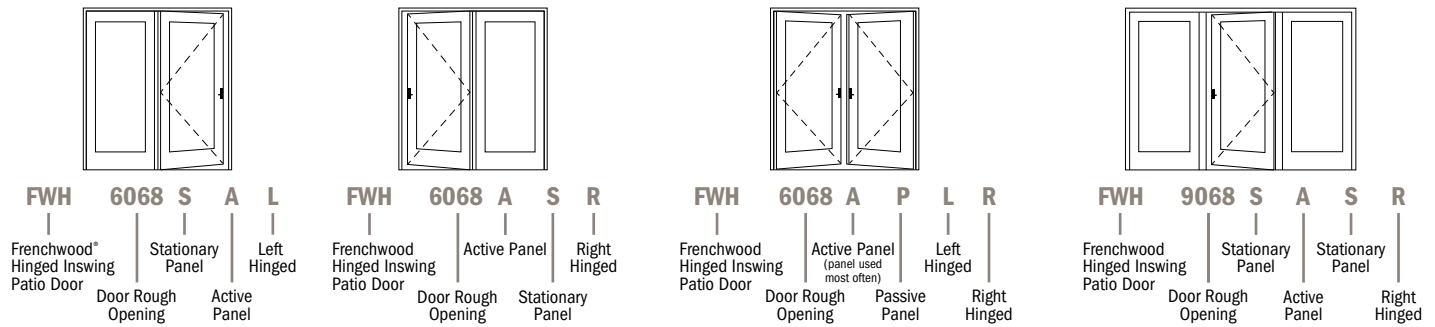 FWH 6068 S A L
Frenchwood®
Hinged Inswing
Patio Door
Door Rough
Opening
Stationary
Panel
Active
Panel
Left
Hinged
FWH 6068 A S R
Frenchwood
Hinged Inswing
Patio Door
Door Rough
Opening
Active Panel
Stationary
Panel
Right
Hinged
FWH 6068 A P L R
Frenchwood
Hinged Inswing
Patio Door
Door Rough
Opening
Active Panel
(panel used
most often)
Passive
Panel
Left
Hinged
Right
Hinged
FWH 9068 S A S R
Frenchwood
Hinged Inswing
Patio Door
Door Rough
Opening
Stationary
Panel
Active
Panel
Stationary
Panel
Right
Hinged